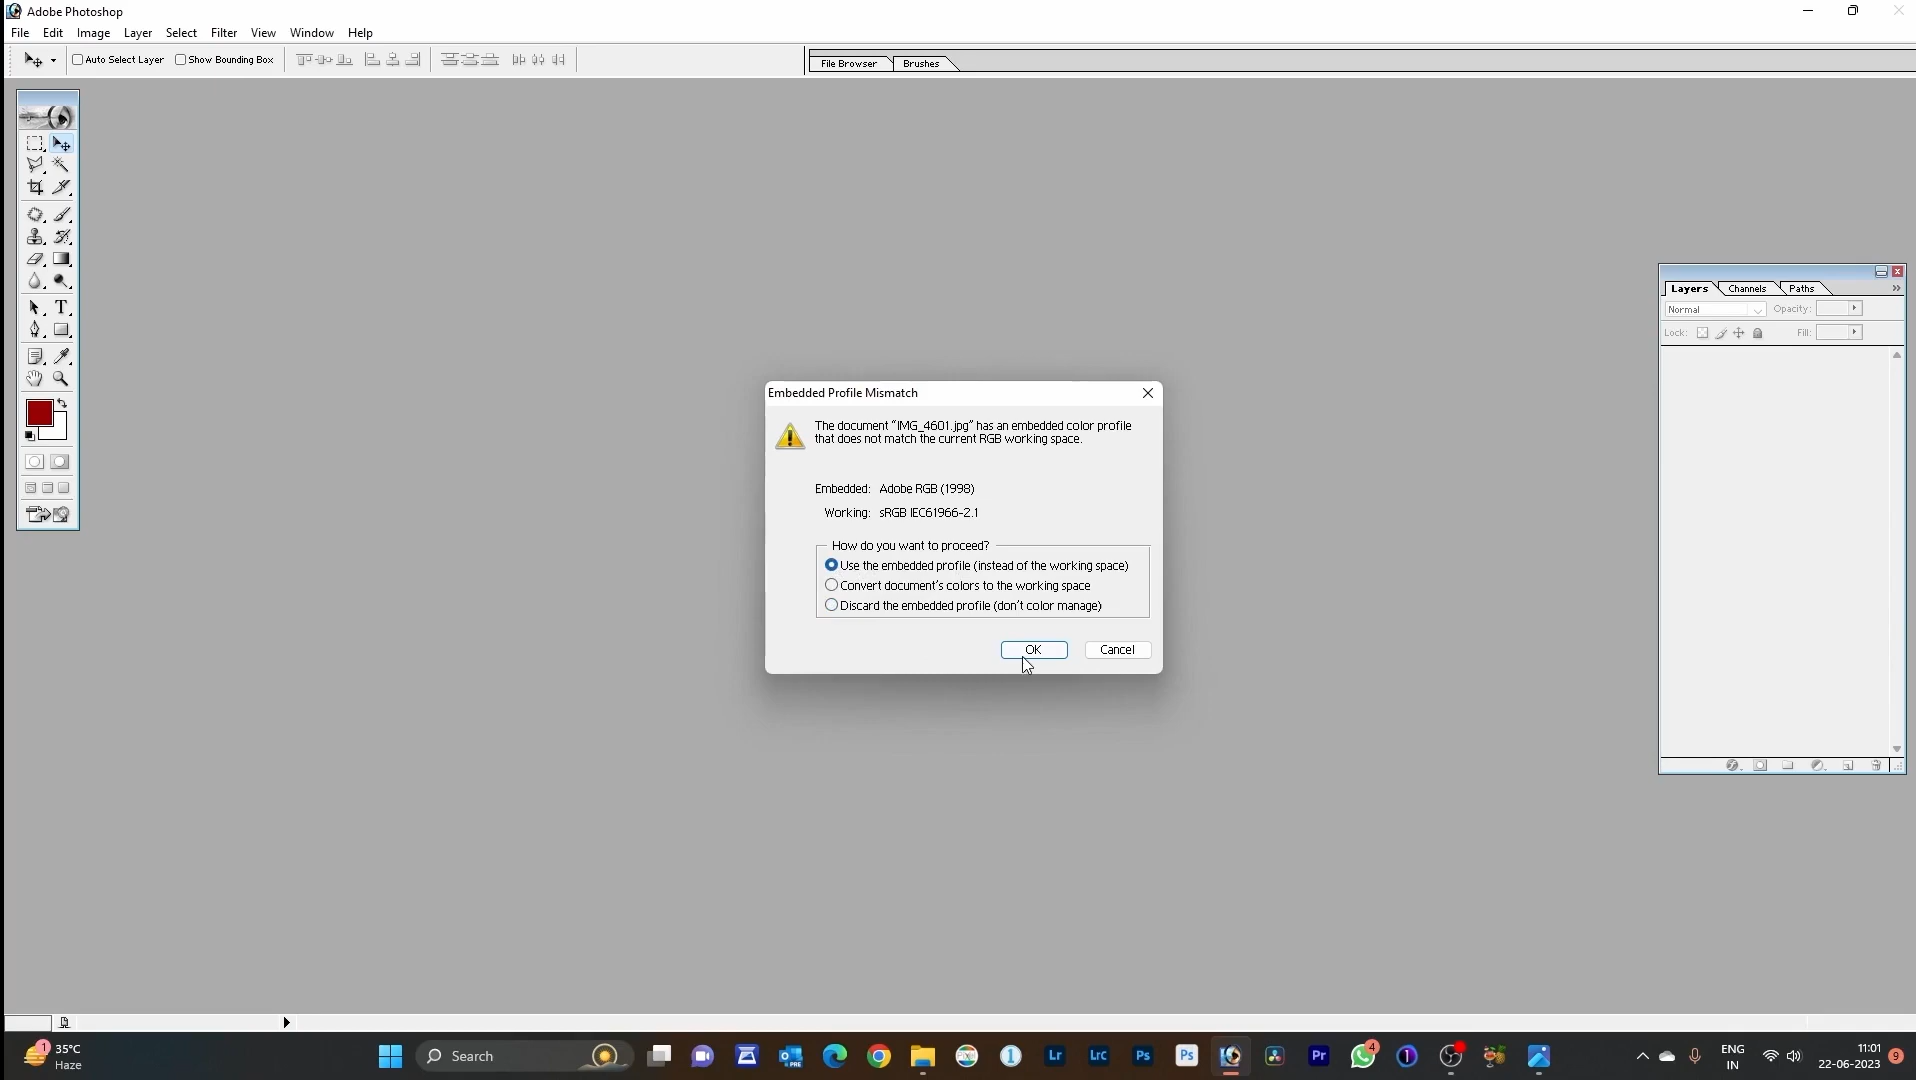 Adobe Photoshop
File Edit Image Layer Select Filter View Window Help
Auto Select Layer Show Bounding Box
File Browser Brushes
T
Layers Channels Paths
Normal Opacity:
Lock: Fill:
Embedded Profile Mismatch
The document "IMG_4601.jpg" has an embedded color profile
that does not match the current RGB working space.
Embedded: Adobe RGB (1998)
Working: sRGB IEC61966-2.1
How do you want to proceed?
Use the embedded profile (instead of the working space)
Convert document's colors to the working space
Discard the embedded profile (don't color manage)
OK Cancel
1 35°C
Haze
Search
PRE
Lr LrC Ps Ps Pr 4
ENG
IN
11:01
22-06-2023
9